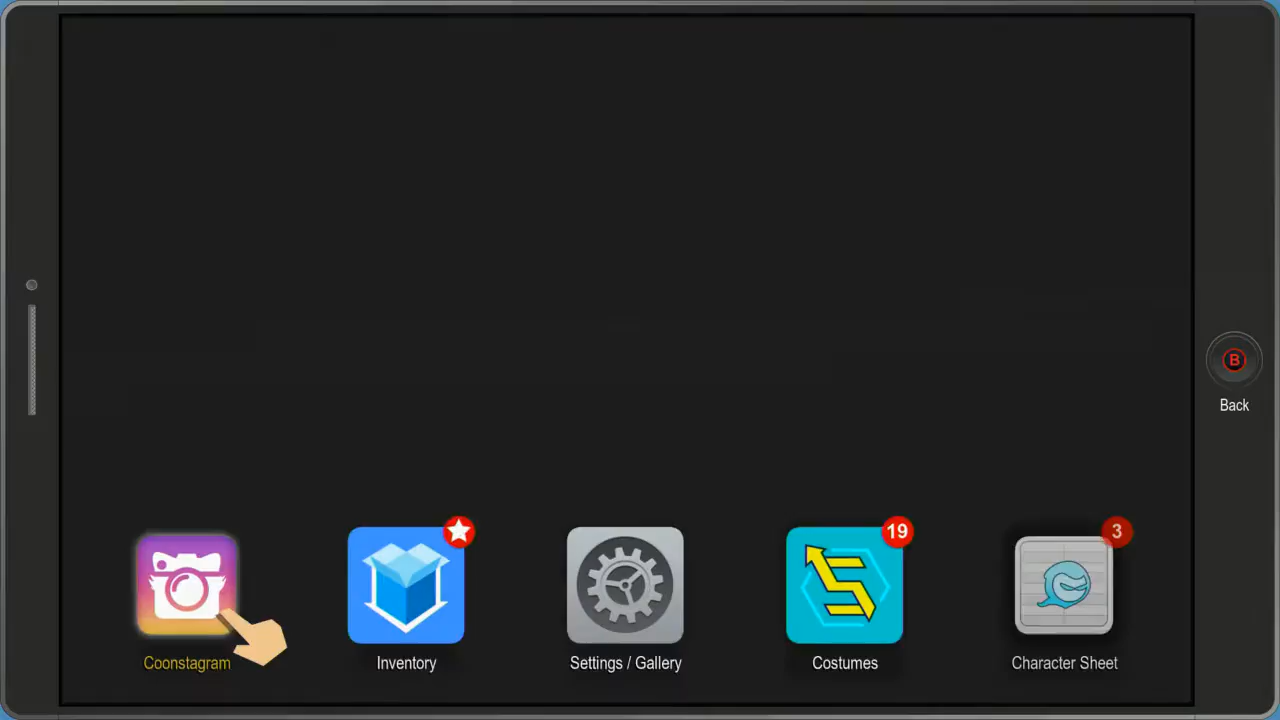 19
3
B
Back
Coonstagram
Inventory
Settings / Gallery
Costumes
Character Sheet